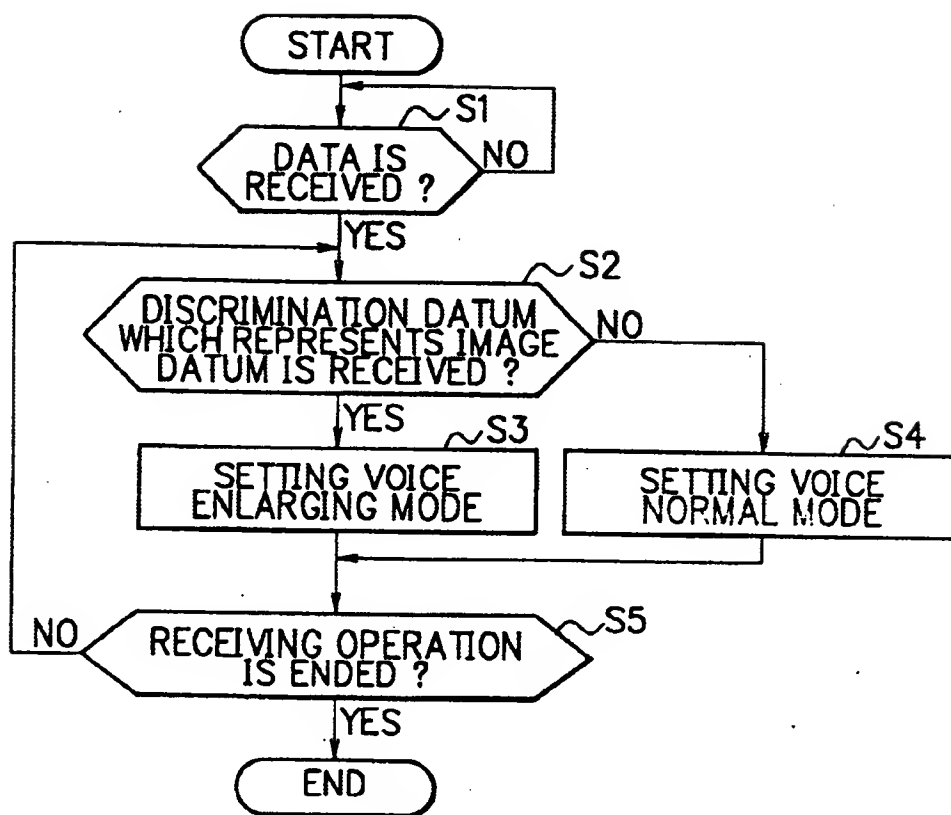 START
S1
DATA IS
RECEIVED ?
NO
YES
S2
DISCRIMINATION DATUM
WHICH REPRESENTS IMAGE
DATUM IS RECEIVED ?
NO
YES
S3
SETTING VOICE
ENLARGING MODE
S4
SETTING VOICE
NORMAL MODE
S5
RECEIVING OPERATION
IS ENDED ?
NO
YES
END